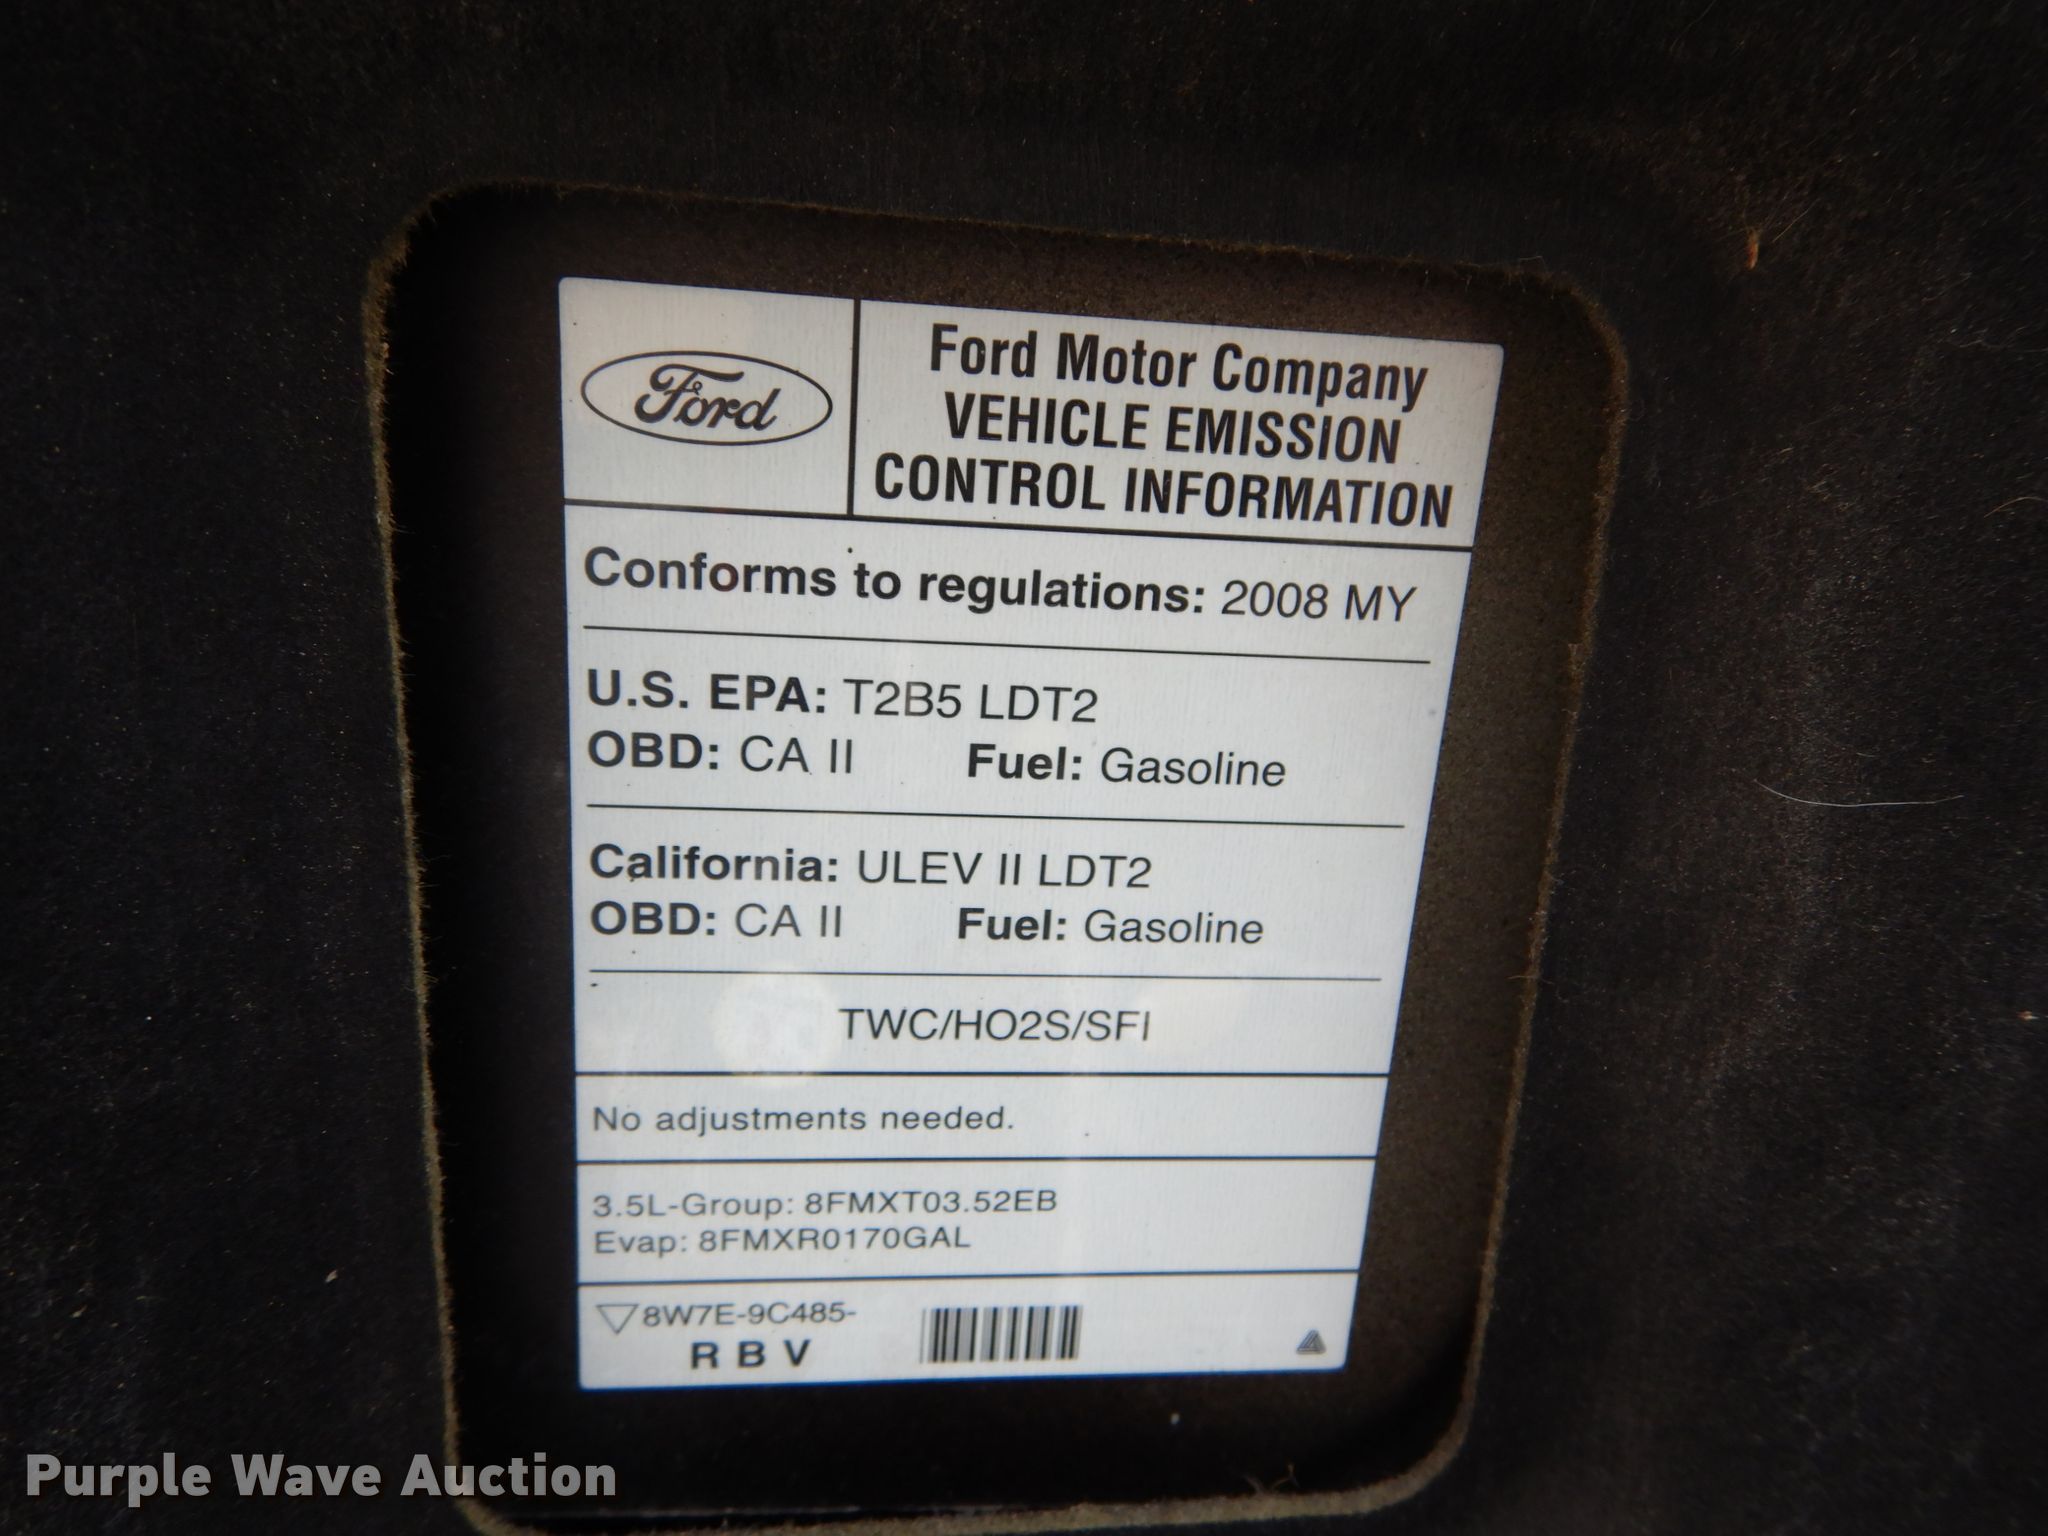 Ford
Ford Motor Company
VEHICLE EMISSION
CONTROL INFORMATION
Conforms to regulations: 2008 MY
U.S. EPA: T2B5 LDT2
OBD: CA II Fuel: Gasoline
California: ULEV II LDT2
OBD: CA II Fuel: Gasoline
TWC/HO2S/SFI
No adjustments needed.
3.5L-Group: 8FMXT03.52EB
Evap: 8FMXR0170GAL
8W7E-9C485-
R B V
Purple Wave Auction